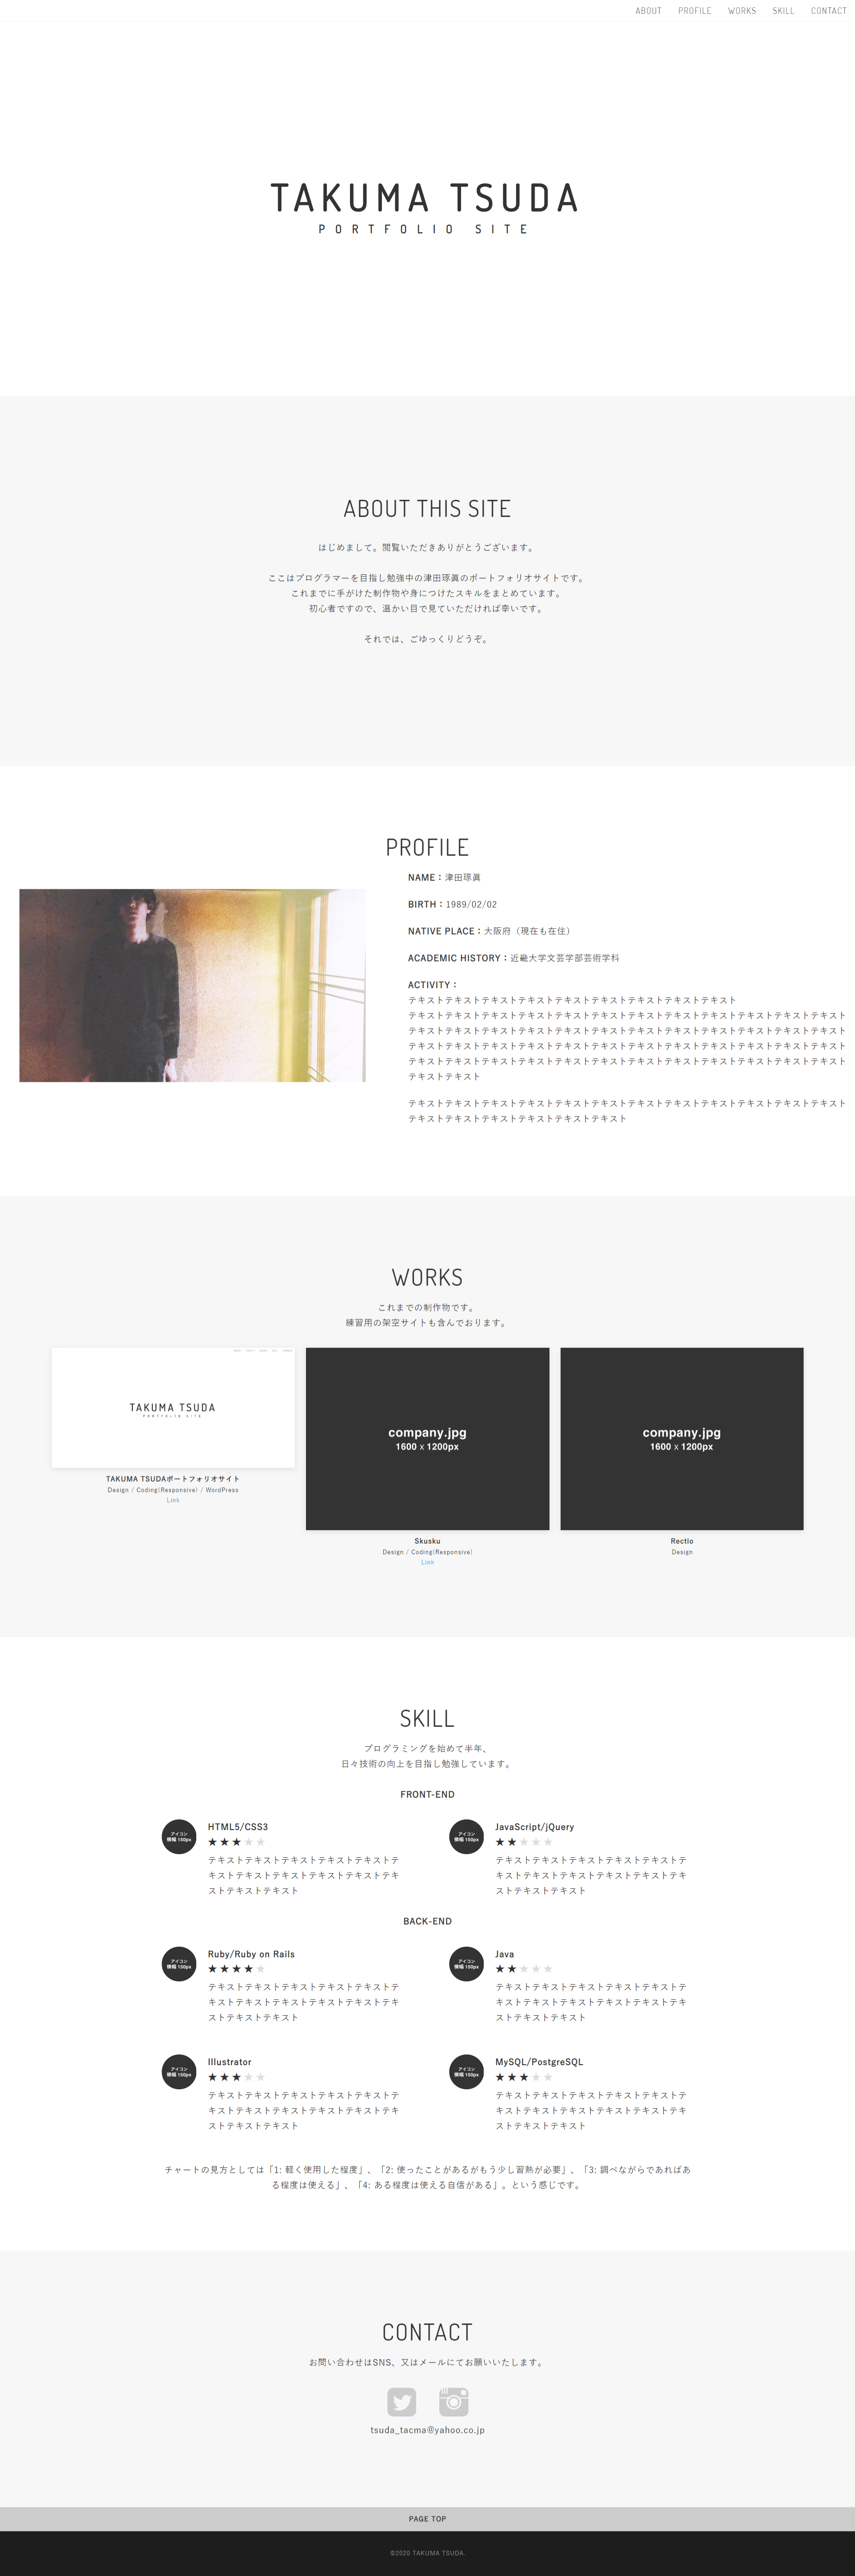 ABOUT PROFILE WORKS SKILL CONTACT
TAKUMA TSUDA
PORTFOLIO SITE
ABOUT THIS SITE
はじめまして。閲覧いただきありがとうございます。
ここはプログラマーを目指し勉強中の津田琢眞のポートフォリオサイトです。
これまでに手がけた制作物や身につけたスキルをまとめています。
初心者ですので、温かい目で見ていただければ幸いです。
それでは、ごゆっくりどうぞ。
PROFILE
NAME：津田琢眞
BIRTH：1989/02/02
NATIVE PLACE：大阪府（現在も在住）
ACADEMIC HISTORY：近畿大学文芸学部芸術学科
ACTIVITY：
テキストテキストテキストテキストテキストテキストテキストテキストテキスト
テキストテキストテキストテキストテキストテキストテキストテキストテキストテキストテキストテキスト
テキストテキストテキストテキストテキストテキストテキストテキストテキストテキストテキストテキスト
テキストテキストテキストテキストテキストテキストテキストテキストテキストテキストテキストテキスト
テキストテキストテキストテキストテキストテキストテキストテキストテキストテキストテキストテキスト
テキストテキスト
テキストテキストテキストテキストテキストテキストテキストテキストテキストテキストテキストテキスト
テキストテキストテキストテキストテキストテキスト
WORKS
これまでの制作物です。
練習用の架空サイトも含んでおります。
TAKUMA TSUDA
PORTFOLIO SITE
TAKUMA TSUDAポートフォリオサイト
Design / Coding(Responsive) / WordPress
Link
company.jpg
1600 x 1200px
Skusku
Design / Coding(Responsive)
Link
company.jpg
1600 x 1200px
Rectio
Design
SKILL
プログラミングを始めて半年、
日々技術の向上を目指し勉強しています。
FRONT-END
アイコン
横幅 150px
HTML5/CSS3
★★★★★
テキストテキストテキストテキストテキストテ
キストテキストテキストテキストテキストテキ
ストテキストテキスト
アイコン
横幅 150px
JavaScript/jQuery
★★★★★
テキストテキストテキストテキストテキストテ
キストテキストテキストテキストテキストテキ
ストテキストテキスト
BACK-END
アイコン
横幅 150px
Ruby/Ruby on Rails
★★★★★
テキストテキストテキストテキストテキストテ
キストテキストテキストテキストテキストテキ
ストテキストテキスト
アイコン
横幅 150px
Java
★★★★★
テキストテキストテキストテキストテキストテ
キストテキストテキストテキストテキストテキ
ストテキストテキスト
アイコン
横幅 150px
Illustrator
★★★★★
テキストテキストテキストテキストテキストテ
キストテキストテキストテキストテキストテキ
ストテキストテキスト
アイコン
横幅 150px
MySQL/PostgreSQL
★★★★★
テキストテキストテキストテキストテキストテ
キストテキストテキストテキストテキストテキ
ストテキストテキスト
チャートの見方としては「1: 軽く使用した程度」、「2: 使ったことがあるがもう少し習熟が必要」、「3: 調べながらであればあ
る程度は使える」、「4: ある程度は使える自信がある」。という感じです。
CONTACT
お問い合わせはSNS、又はメールにてお願いいたします。
tsuda_tacma@yahoo.co.jp
PAGE TOP
©2020 TAKUMA TSUDA.